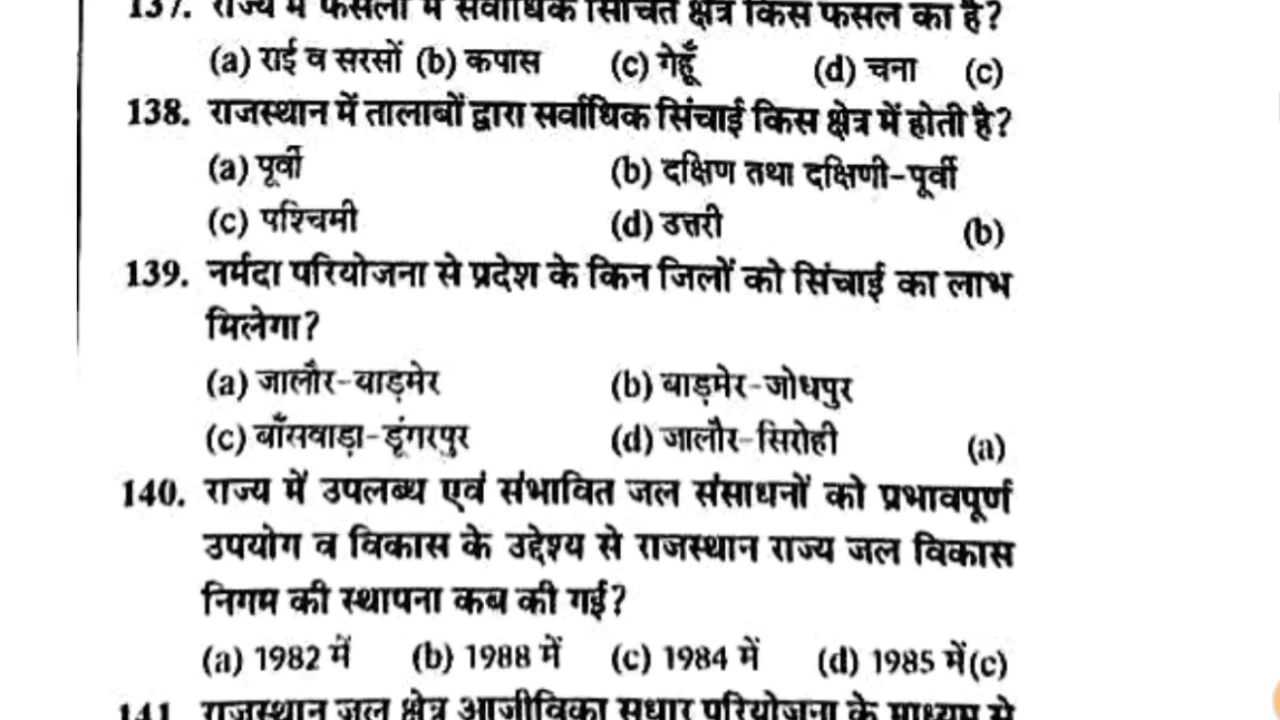 137. राज्य में फसलों में सर्वाधिक सिंचित क्षेत्र किस फसल का है?
(a) राई व सरसों (b) कपास (c) गेहूँ (d) चना (c)
138. राजस्थान में तालाबों द्वारा सर्वाधिक सिंचाई किस क्षेत्र में होती है?
(a) पूर्वी (b) दक्षिण तथा दक्षिणी-पूर्वी
(c) पश्चिमी (d) उत्तरी (b)
139. नर्मदा परियोजना से प्रदेश के किन जिलों को सिंचाई का लाभ
मिलेगा?
(a) जालौर-बाड़मेर (b) बाड़मेर-जोधपुर
(c) बाँसवाड़ा-डूंगरपुर (d) जालौर-सिरोही (a)
140. राज्य में उपलब्ध एवं संभावित जल संसाधनों को प्रभावपूर्ण
उपयोग व विकास के उद्देश्य से राजस्थान राज्य जल विकास
निगम की स्थापना कब की गई?
(a) 1982 में (b) 1988 में (c) 1984 में (d) 1985 में (c)
141. राजस्थान जल क्षेत्र आजीविका सुधार परियोजना के माध्यम से